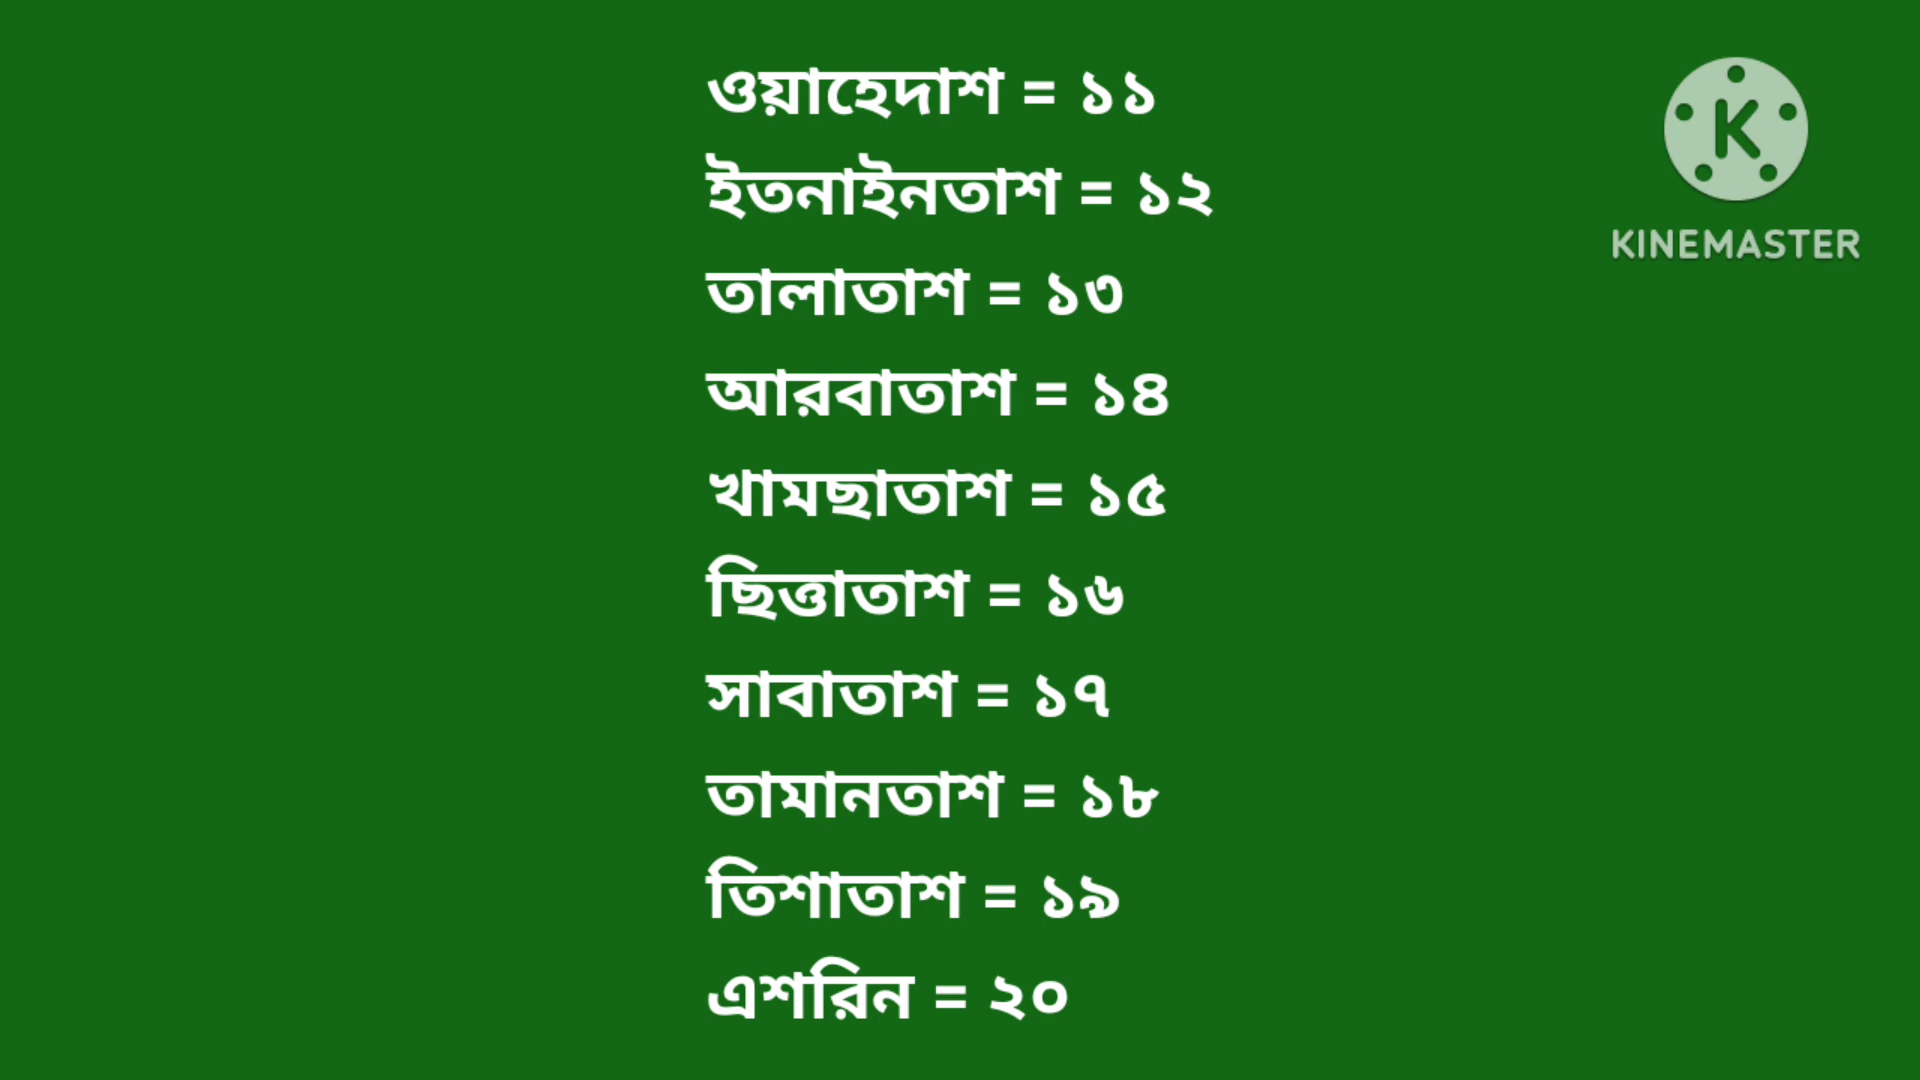 ওয়াহেদাশ = ১১
ইতনাইনতাশ = ১২
তালাতাশ = ১৩
আরবাতাশ = ১৪
খামছাতাশ = ১৫
ছিত্তাতাশ = ১৬
সাবাতাশ = ১৭
তামানতাশ = ১৮
তিশাতাশ = ১৯
এশরিন = ২০
K
KINEMASTER